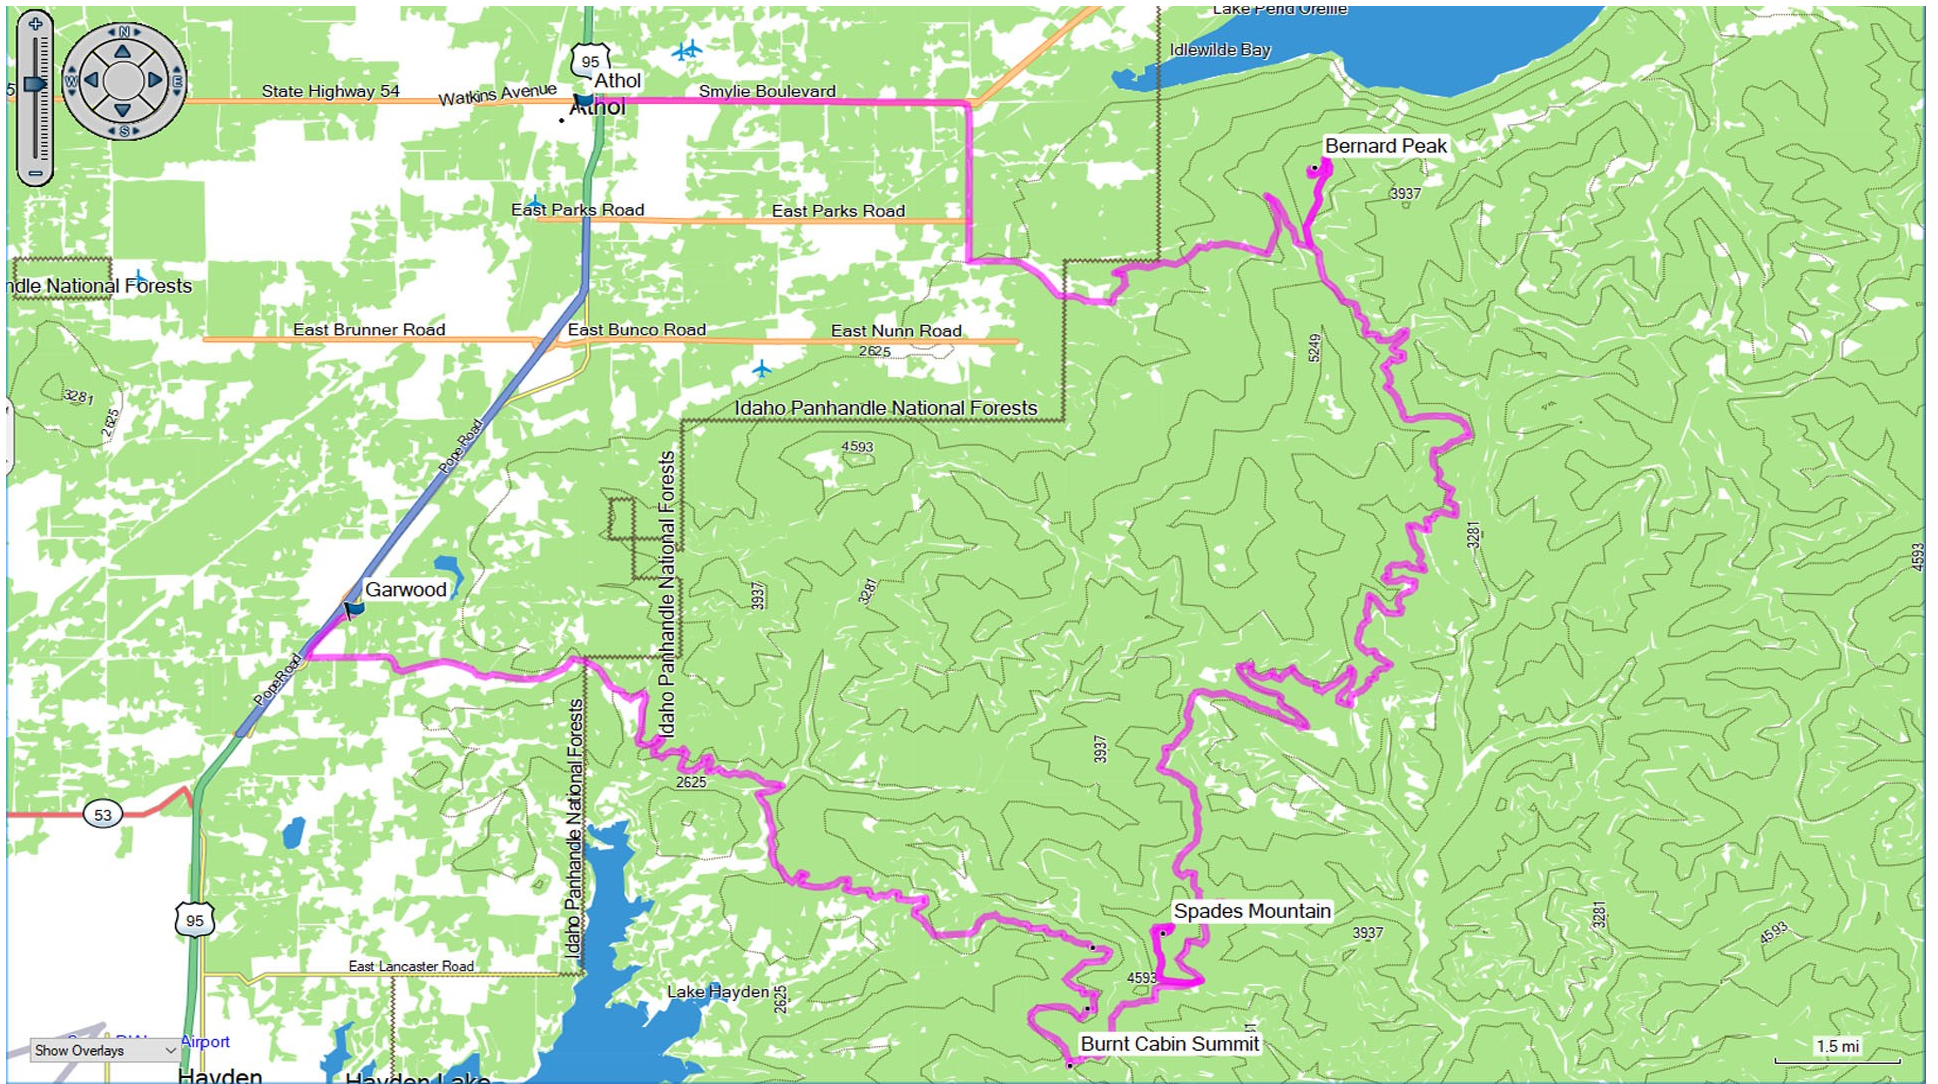 Lake Pend Oreille
N
Idlewilde Bay
95
Athol
W
E
5
State Highway 54
Watkins Avenue
Smylie Boulevard
Athol
S
Bernard Peak
3937
East Parks Road
East Parks Road
ndle National Forests
East Brunner Road
East Bunco Road
East Nunn Road
2625
5249
3281
2625
Idaho Panhandle National Forests
Pope Road
4593
Idaho Panhandle National Forests
3281
4593
Garwood
3937
3281
Pope Road
Idaho Panhandle National Forests
3937
2625
53
95
Spades Mountain
3281
3937
4593
East Lancaster Road
4593
Lake Hayden
2625
Airport
Show Overlays
Burnt Cabin Summit
1.5 mi
Hayden
Hayden Lake